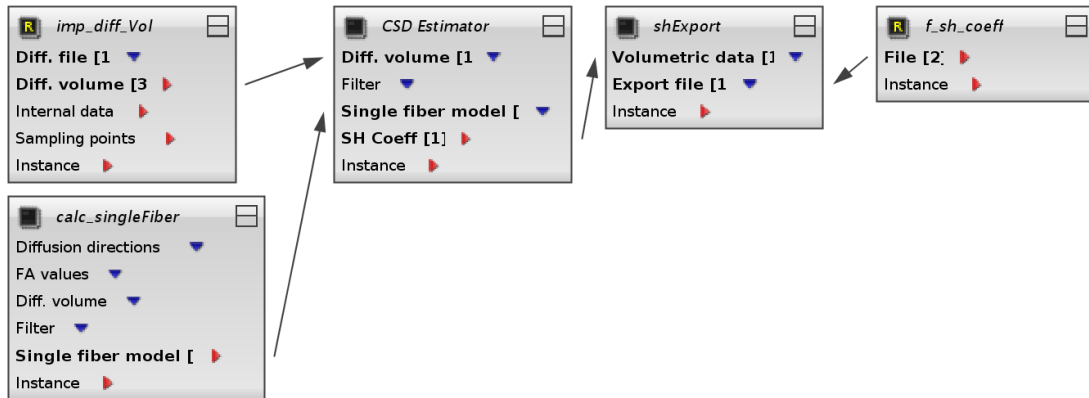 R imp_diff_Vol
Diff. file [1
Diff. volume [3
Internal data
Sampling points
Instance
calc_singleFiber
Diffusion directions
FA values
Diff. volume
Filter
Single fiber model [
Instance
CSD Estimator
Diff. volume [1
Filter
Single fiber model [
SH Coeff [1]
Instance
shExport
Volumetric data [1
Export file [1
Instance
R f_sh_coeff
File [2]
Instance